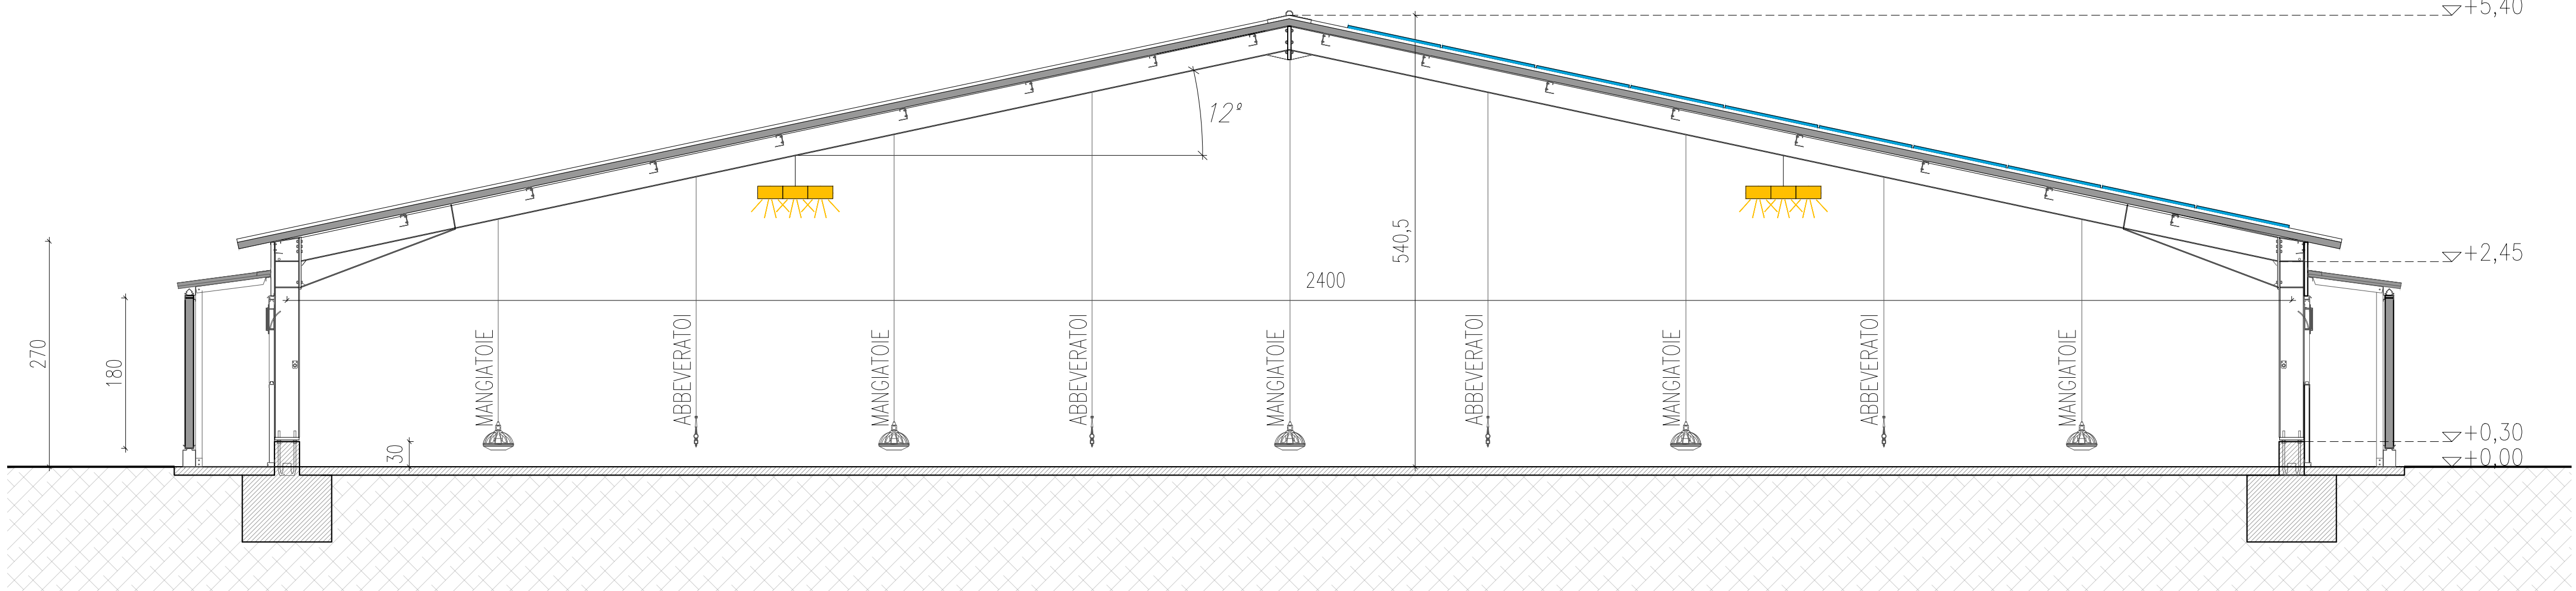 +5,40
12°
540,5
+2,45
2400
270
180
MANGIATOIE
ABBEVERATOI
MANGIATOIE
ABBEVERATOI
MANGIATOIE
ABBEVERATOI
MANGIATOIE
ABBEVERATOI
MANGIATOIE
30
+0,30
+0,00